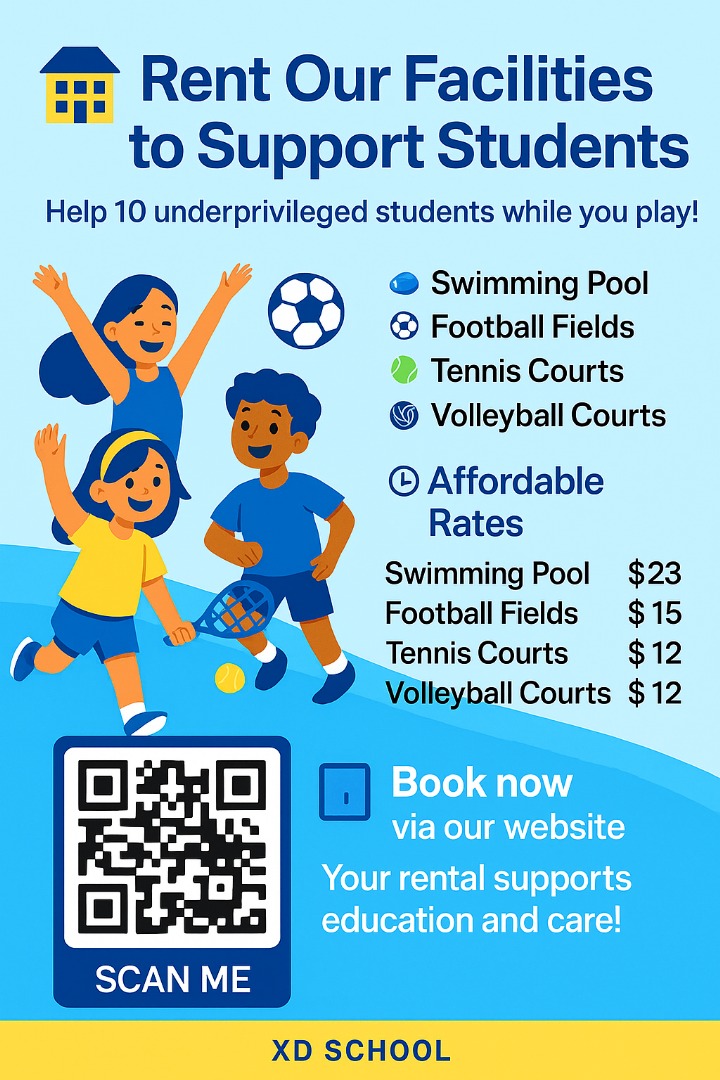 Rent Our Facilities
to Support Students
Help 10 underprivileged students while you play!
Swimming Pool
Football Fields
Tennis Courts
Volleyball Courts
Affordable
Rates
Swimming Pool $23
Football Fields $ 15
Tennis Courts $ 12
Volleyball Courts $ 12
SCAN ME
Book now
via our website
Your rental supports
education and care!
XD SCHOOL